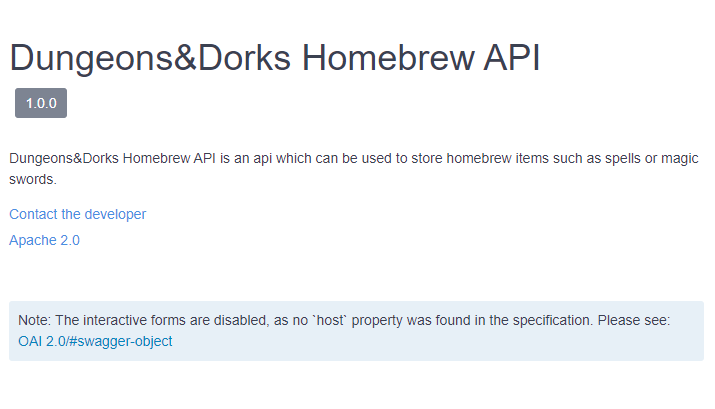 Dungeons&Dorks Homebrew API
1.0.0
Dungeons&Dorks Homebrew API is an api which can be used to store homebrew items such as spells or magic
swords.
Contact the developer
Apache 2.0
Note: The interactive forms are disabled, as no `host` property was found in the specification. Please see:
OAI 2.0/#swagger-object